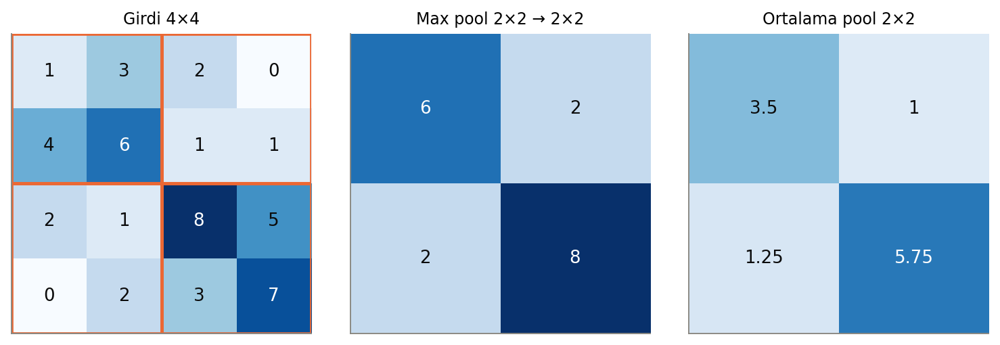 Girdi 4×4
1 3 2 0
4 6 1 1
2 1 8 5
0 2 3 7
Max pool 2×2 → 2×2
6 2
2 8
Ortalama pool 2×2
3.5 1
1.25 5.75